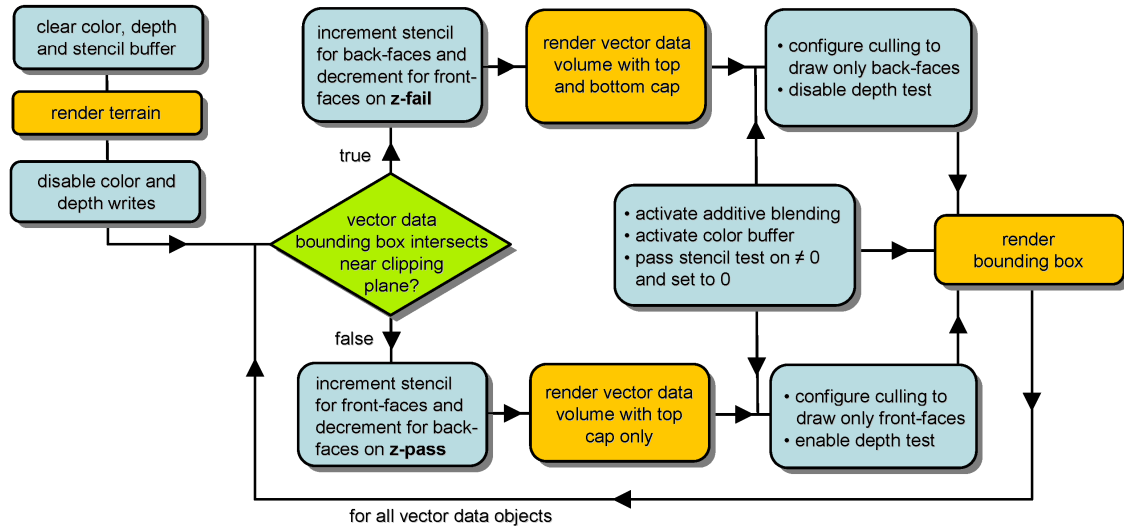 clear color, depth
and stencil buffer
render terrain
disable color and
depth writes
vector data
bounding box intersects
near clipping
plane?
true
increment stencil
for back-faces and
decrement for front-
faces on z-fail
render vector data
volume with top
and bottom cap
• configure culling to
draw only back-faces
• disable depth test
• activate additive blending
• activate color buffer
• pass stencil test on ≠ 0
and set to 0
render
bounding box
false
increment stencil
for front-faces and
decrement for back-
faces on z-pass
render vector data
volume with top
cap only
• configure culling to
draw only front-faces
• enable depth test
for all vector data objects